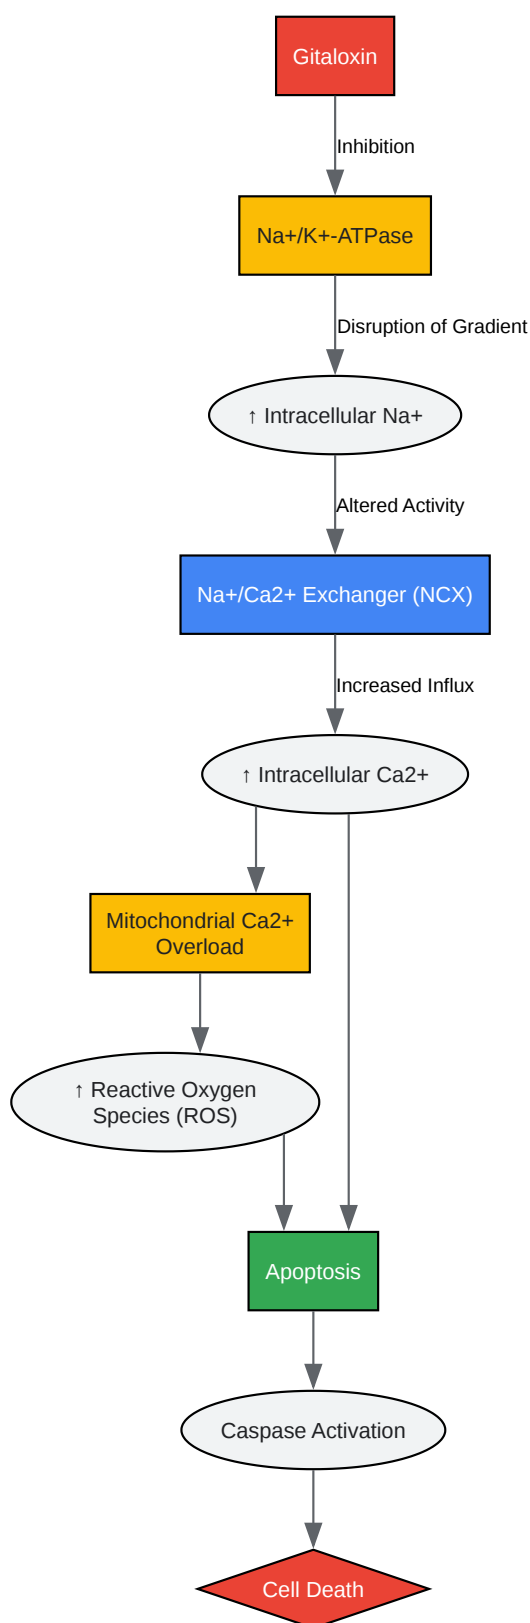 Gitaloxin
Inhibition
Na+/K+-ATPase
Disruption of Gradient
↑ Intracellular Na+
Altered Activity
Na+/Ca2+ Exchanger (NCX)
Increased Influx
↑ Intracellular Ca2+
Mitochondrial Ca2+
Overload
↑ Reactive Oxygen
Species (ROS)
Apoptosis
Caspase Activation
Cell Death